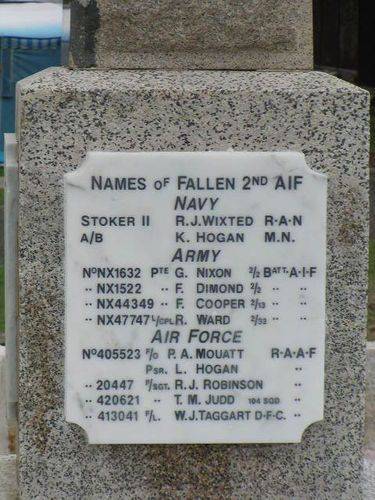 NAMES OF FALLEN 2ND AIF
NAVY
STOKER II R.J. WIXTED R-A-N
A/B K. HOGAN M.N.
ARMY
NO NX1632 PTE G. NIXON 2/2 BATT. A-I-F
" NX1522 " F. DIMOND 2/2 " "
" NX44349 " F. COOPER 2/13 " "
" NX47747 L/CPL R. WARD 2/33 " "
AIR FORCE
NO 405523 F/O P.A. MOUATT R-A-A-F
PSR. L. HOGAN "
" 20447 F/SGT. R.J. ROBINSON "
" 420621 " T.M. JUDD 104 SQD "
" 413041 F/L. W.J. TAGGART D-F-C. "